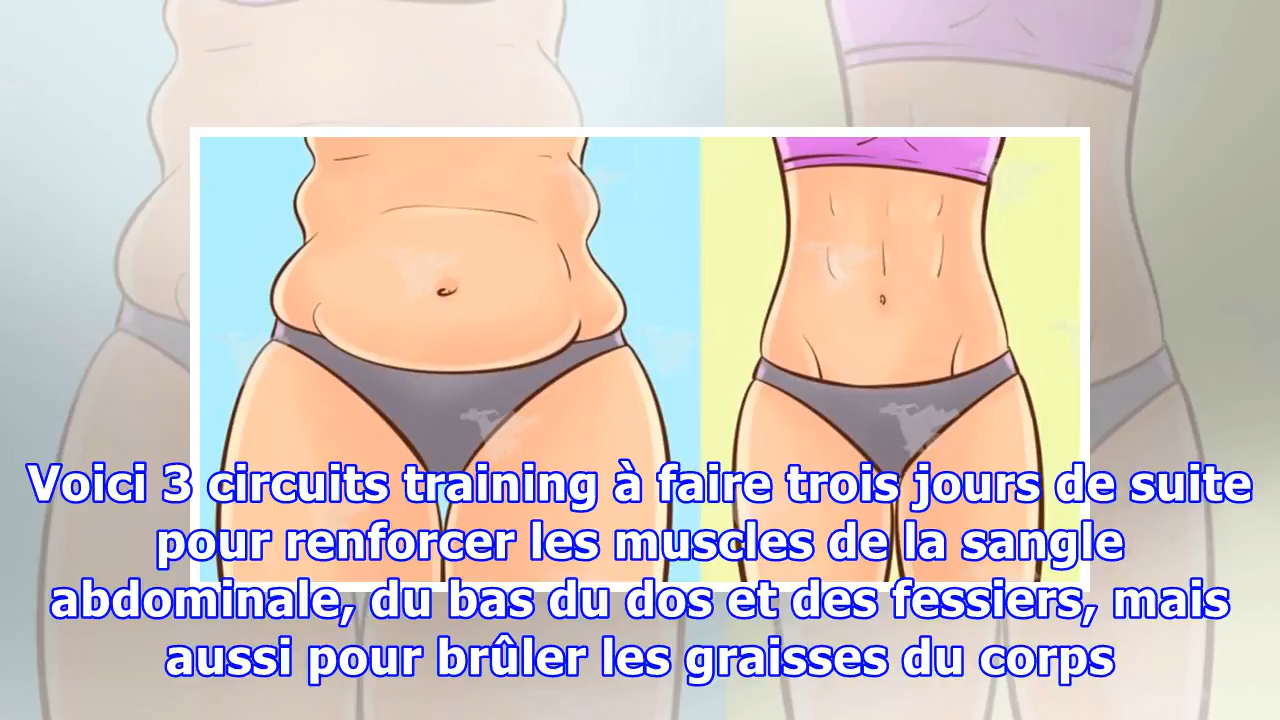 Voici 3 circuits training à faire trois jours de suite
pour renforcer les muscles de la sangle
abdominale, du bas du dos et des fessiers, mais
aussi pour brûler les graisses du corps